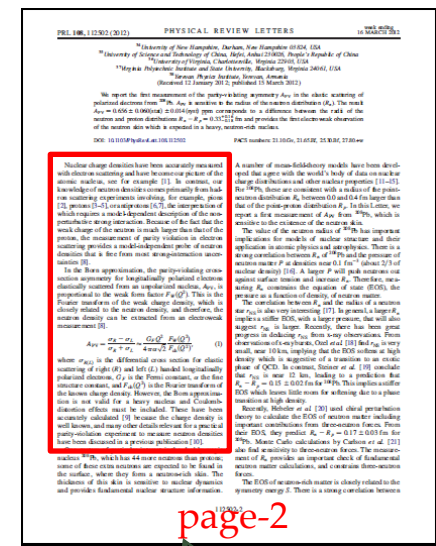 PRL 108, 112502 (2012)
PHYSICAL REVIEW LETTERS
week ending
16 MARCH 2012
University of New Hampshire, Durham, New Hampshire 03824, USA
University of Science and Technology of China, Hefei, Anhui 230026, People's Republic of China
University of Virginia, Charlottesville, Virginia 22903, USA
Virginia Polytechnic Institute and State University, Blacksburg, Virginia 24061, USA
Yerevan Physics Institute, Yerevan, Armenia
(Received 12 January 2012; published 15 March 2012)
We report the first measurement of the parity-violating asymmetry A_PV in the elastic scattering of
polarized electrons from 208Pb. A_PV is sensitive to the radius of the neutron distribution (R_n). The result
A_PV = 0.656 ± 0.060(stat) ± 0.014(syst) ppm corresponds to a difference between the radii of the
neutron and proton distributions R_n − R_p = 0.33 +0.16 −0.18 fm and provides the first electroweak observation
of the neutron skin which is expected in a heavy, neutron-rich nucleus.
DOI: 10.1103/PhysRevLett.108.112502
PACS numbers: 21.10.Gv, 21.65.Ef, 25.30.Bf, 27.80.+w
Nuclear charge densities have been accurately measured
with electron scattering and have become our picture of the
atomic nucleus, see for example [1]. In contrast, our
knowledge of neutron densities comes primarily from had-
ron scattering experiments involving, for example, pions
[2], protons [3–5], or antiprotons [6,7], the interpretation of
which requires a model-dependent description of the non-
perturbative strong interaction. Because of the fact that the
weak charge of the neutron is much larger than that of the
proton, the measurement of parity violation in electron
scattering provides a model-independent probe of neutron
densities that is free from most strong-interaction uncer-
tainties [8].
In the Born approximation, the parity-violating cross-
section asymmetry for longitudinally polarized electrons
elastically scattered from an unpolarized nucleus, A_PV, is
proportional to the weak form factor F_W(Q²). This is the
Fourier transform of the weak charge density, which is
closely related to the neutron density, and therefore, the
neutron density can be extracted from an electroweak
measurement [8].
A_PV = (σ_R − σ_L)/(σ_R + σ_L) ≈ (G_F Q²)/(4πα√2) F_W(Q²)/F_ch(Q²), (1)
where σ_R(L) is the differential cross section for elastic
scattering of right (R) and left (L) handed longitudinally
polarized electrons, G_F is the Fermi constant, α the fine
structure constant, and F_ch(Q²) is the Fourier transform of
the known charge density. However, the Born approxima-
tion is not valid for a heavy nucleus and Coulomb-
distortion effects must be included. These have been
accurately calculated [9] because the charge density is
well known, and many other details relevant for a practical
parity-violation experiment to measure neutron densities
have been discussed in a previous publication [10].
nucleus 208Pb, which has 44 more neutrons than protons;
some of these extra neutrons are expected to be found in
the surface, where they form a neutron-rich skin. The
thickness of this skin is sensitive to nuclear dynamics
and provides fundamental nuclear structure information.
A number of mean-field-theory models have been devel-
oped that agree with the world's body of data on nuclear
charge distributions and other nuclear properties [11–15].
For 208Pb, these are consistent with a radius of the point-
neutron distribution R_n between 0.0 and 0.4 fm larger than
that of the point-proton distribution R_p. In this Letter, we
report a first measurement of A_PV from 208Pb, which is
sensitive to the existence of the neutron skin.
The value of the neutron radius of 208Pb has important
implications for models of nuclear structure and their
application in atomic physics and astrophysics. There is a
strong correlation between R_n of 208Pb and the pressure of
neutron matter P at densities near 0.1 fm−3 (about 2/3 of
nuclear density) [16]. A larger P will push neutrons out
against surface tension and increase R_n. Therefore, mea-
suring R_n constrains the equation of state (EOS), the
pressure as a function of density, of neutron matter.
The correlation between R_n and the radius of a neutron
star r_NS is also very interesting [17]. In general, a larger R_n
implies a stiffer EOS, with a larger pressure, that will also
suggest r_NS is larger. Recently, there has been great
progress in deducing r_NS from x-ray observations. From
observations of x-ray bursts, Ozel et al. [18] find r_NS is very
small, near 10 km, implying that the EOS softens at high
density which is suggestive of a transition to an exotic
phase of QCD. In contrast, Steiner et al. [19] conclude
that r_NS is near 12 km, leading to a prediction that
R_n − R_p = 0.15 ± 0.02 fm for 208Pb. This implies a stiffer
EOS which leaves little room for softening due to a phase
transition at high density.
Recently, Hebeler et al. [20] used chiral perturbation
theory to calculate the EOS of neutron matter including
important contributions from three-neutron forces. From
their EOS, they predict R_n − R_p = 0.17 ± 0.03 fm for
208Pb. Monte Carlo calculations by Carlson et al. [21]
also find sensitivity to three-neutron forces. The measure-
ment of R_n provides an important check of fundamental
neutron matter calculations, and constrains three-neutron
forces.
The EOS of neutron-rich matter is closely related to the
symmetry energy S. There is a strong correlation between
112502-2
page-2